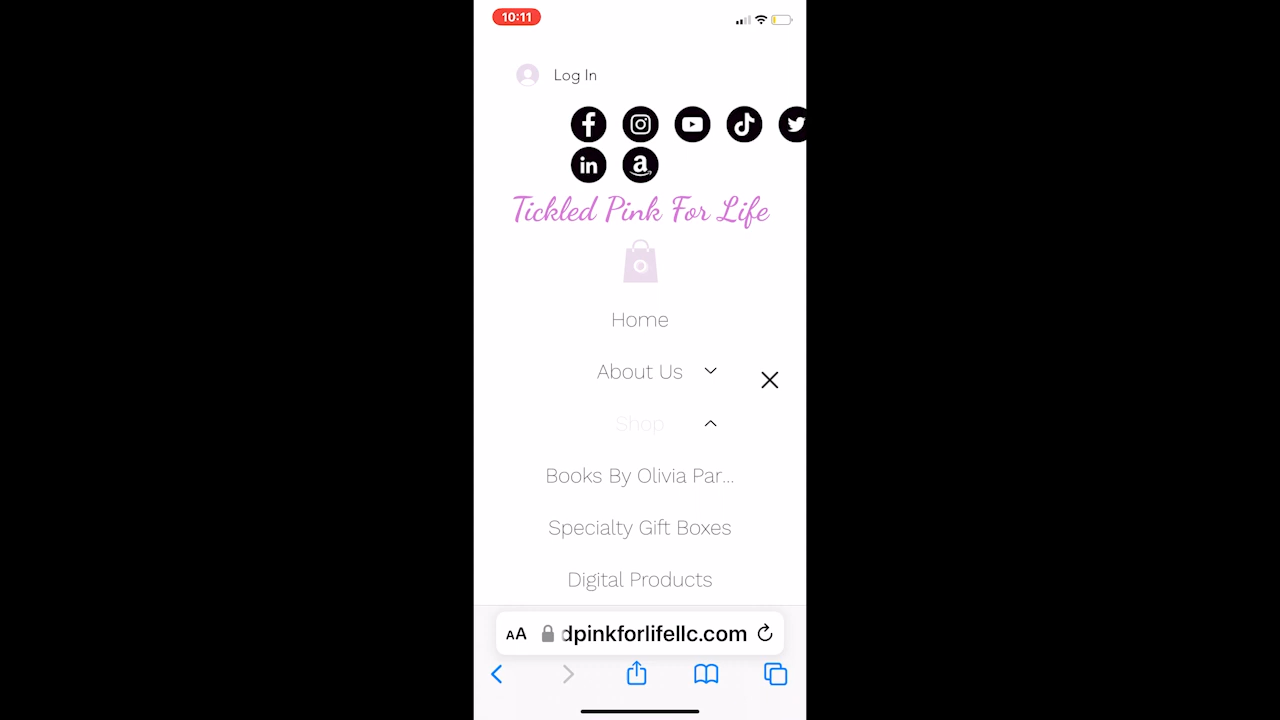 10:11
Log In
Tickled Pink For Life
0
Home
About Us
Shop
Books By Olivia Par...
Specialty Gift Boxes
Digital Products
AA dpinkforlifellc.com